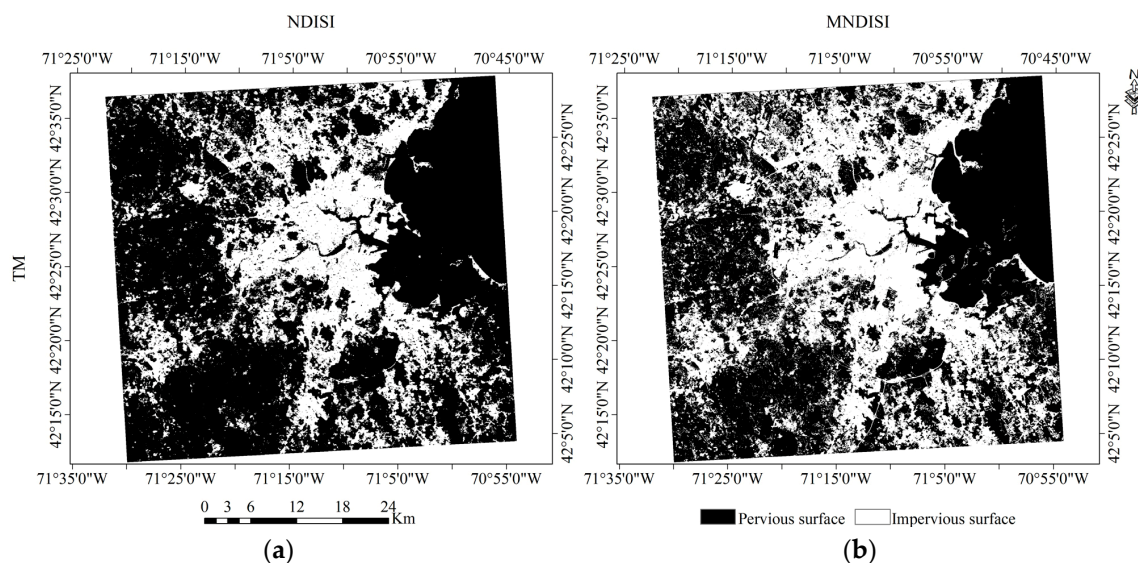 NDISI
MNDISI
71°25'0"W 71°15'0"W 71°5'0"W 70°55'0"W 70°45'0"W
71°25'0"W 71°15'0"W 71°5'0"W 70°55'0"W 70°45'0"W
N
TM
42°35'0"N
42°30'0"N
42°25'0"N
42°20'0"N
42°15'0"N
42°25'0"N
42°20'0"N
42°15'0"N
42°10'0"N
42°5'0"N
42°35'0"N
42°30'0"N
42°25'0"N
42°20'0"N
42°15'0"N
42°25'0"N
42°20'0"N
42°15'0"N
42°10'0"N
42°5'0"N
71°35'0"W 71°25'0"W 71°15'0"W 71°5'0"W 70°55'0"W
71°35'0"W 71°25'0"W 71°15'0"W 71°5'0"W 70°55'0"W
0 3 6 12 18 24
Km
Pervious surface Impervious surface
(a)
(b)